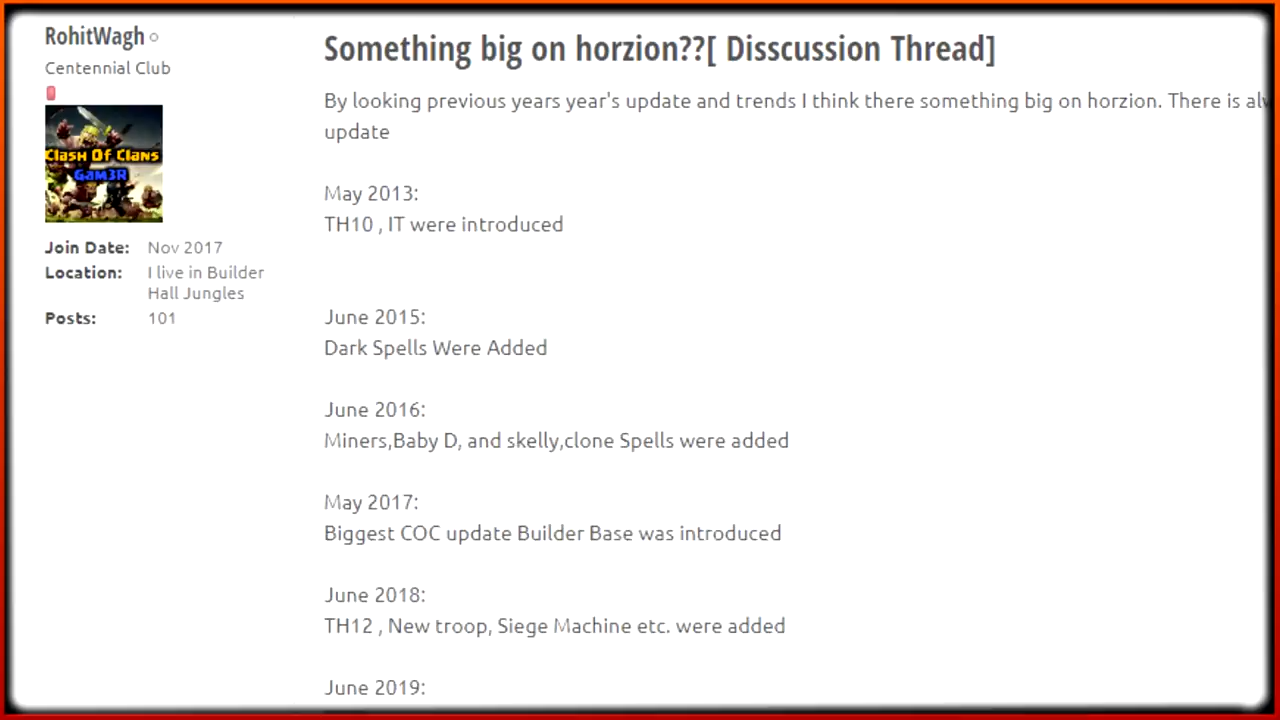 RohitWagh
Centennial Club
Clash Of Clans
Gam3R
Join Date: Nov 2017
Location: I live in Builder
Hall Jungles
Posts: 101
Something big on horzion??[ Disscussion Thread]
By looking previous years year's update and trends I think there something big on horzion. There is
update
May 2013:
TH10 , IT were introduced
June 2015:
Dark Spells Were Added
June 2016:
Miners,Baby D, and skelly,clone Spells were added
May 2017:
Biggest COC update Builder Base was introduced
June 2018:
TH12 , New troop, Siege Machine etc. were added
June 2019: